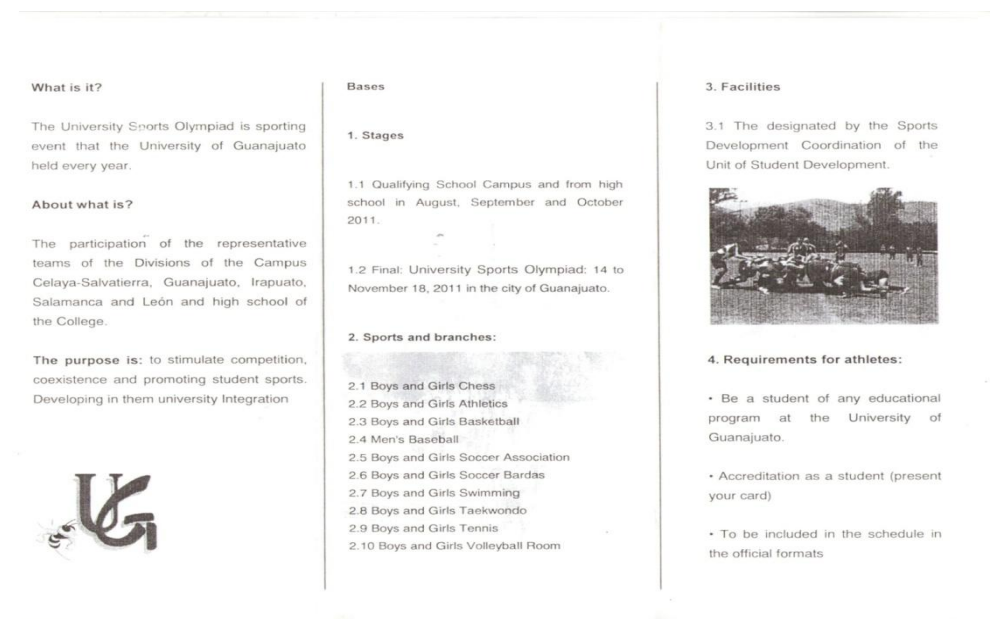 What is it?
The University Sports Olympiad is sporting
event that the University of Guanajuato
held every year.
About what is?
The participation of the representative
teams of the Divisions of the Campus
Celaya-Salvatierra, Guanajuato, Irapuato,
Salamanca and León and high school of
the College.
The purpose is: to stimulate competition,
coexistence and promoting student sports.
Developing in them university Integration
UG
Bases
1. Stages
1.1 Qualifying School Campus and from high
school in August, September and October
2011.
1.2 Final: University Sports Olympiad: 14 to
November 18, 2011 in the city of Guanajuato.
2. Sports and branches:
2.1 Boys and Girls Chess
2.2 Boys and Girls Athletics
2.3 Boys and Girls Basketball
2.4 Men's Baseball
2.5 Boys and Girls Soccer Association
2.6 Boys and Girls Soccer Bardas
2.7 Boys and Girls Swimming
2.8 Boys and Girls Taekwondo
2.9 Boys and Girls Tennis
2.10 Boys and Girls Volleyball Room
3. Facilities
3.1 The designated by the Sports
Development Coordination of the
Unit of Student Development.
4. Requirements for athletes:
• Be a student of any educational
program at the University of
Guanajuato.
• Accreditation as a student (present
your card)
• To be included in the schedule in
the official formats